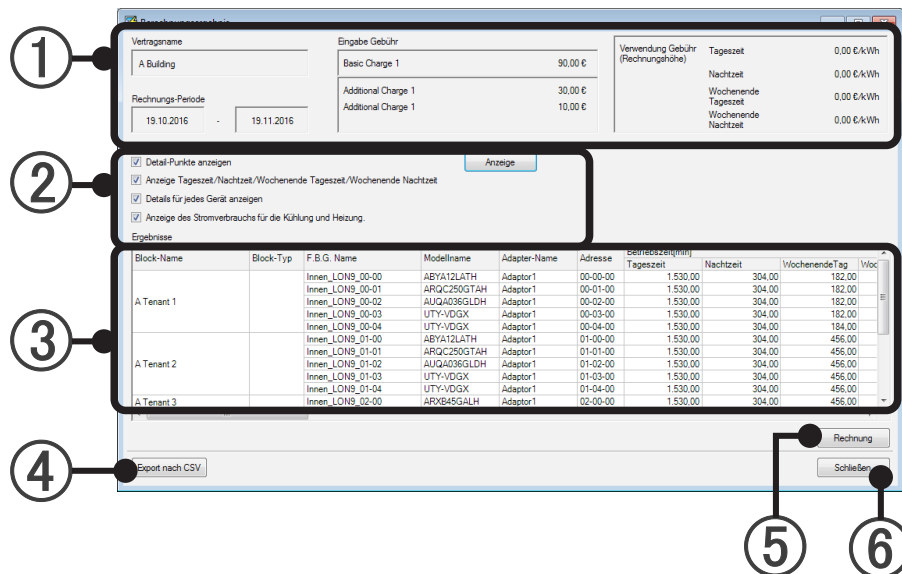 Berechnungsergebnis
1
Vertragsname
A Building
Rechnungs-Periode
19.10.2016 - 19.11.2016
Eingabe Gebühr
Basic Charge 1 90,00 €
Additional Charge 1 30,00 €
Additional Charge 1 10,00 €
Verwendung Gebühr
(Rechnungshöhe)
Tageszeit 0,00 €/kWh
Nachtzeit 0,00 €/kWh
Wochenende
Tageszeit 0,00 €/kWh
Wochenende
Nachtzeit 0,00 €/kWh
2
Detail-Punkte anzeigen
Anzeige
Anzeige Tageszeit/Nachtzeit/Wochenende Tageszeit/Wochenende Nachtzeit
Details für jedes Gerät anzeigen
Anzeige des Stromverbrauchs für die Kühlung und Heizung.
Ergebnisse
3
Block-Name Block-Typ F.B.G. Name Modellname Adapter-Name Adresse Betriebszeit[min]
Tageszeit Nachtzeit WochenendeTag Woc
A Tenant 1
Innen_LON9_00-00 ABYA12LATH Adaptor1 00-00-00 1.530,00 304,00 182,00
Innen_LON9_00-01 ARQC250GTAH Adaptor1 00-01-00 1.530,00 304,00 182,00
Innen_LON9_00-02 AUQA036GLDH Adaptor1 00-02-00 1.530,00 304,00 182,00
Innen_LON9_00-03 UTY-VDGX Adaptor1 00-03-00 1.530,00 304,00 182,00
Innen_LON9_00-04 UTY-VDGX Adaptor1 00-04-00 1.530,00 304,00 184,00
A Tenant 2
Innen_LON9_01-00 ABYA12LATH Adaptor1 01-00-00 1.530,00 304,00 456,00
Innen_LON9_01-01 ARQC250GTAH Adaptor1 01-01-00 1.530,00 304,00 456,00
Innen_LON9_01-02 AUQA036GLDH Adaptor1 01-02-00 1.530,00 304,00 456,00
Innen_LON9_01-03 UTY-VDGX Adaptor1 01-03-00 1.530,00 304,00 456,00
Innen_LON9_01-04 UTY-VDGX Adaptor1 01-04-00 1.530,00 304,00 456,00
A Tenant 3 Innen_LON9_02-00 ARXB45GALH Adaptor1 02-00-00 1.530,00 304,00 456,00
Rechnung
4
Export nach CSV
Schließen
5
6